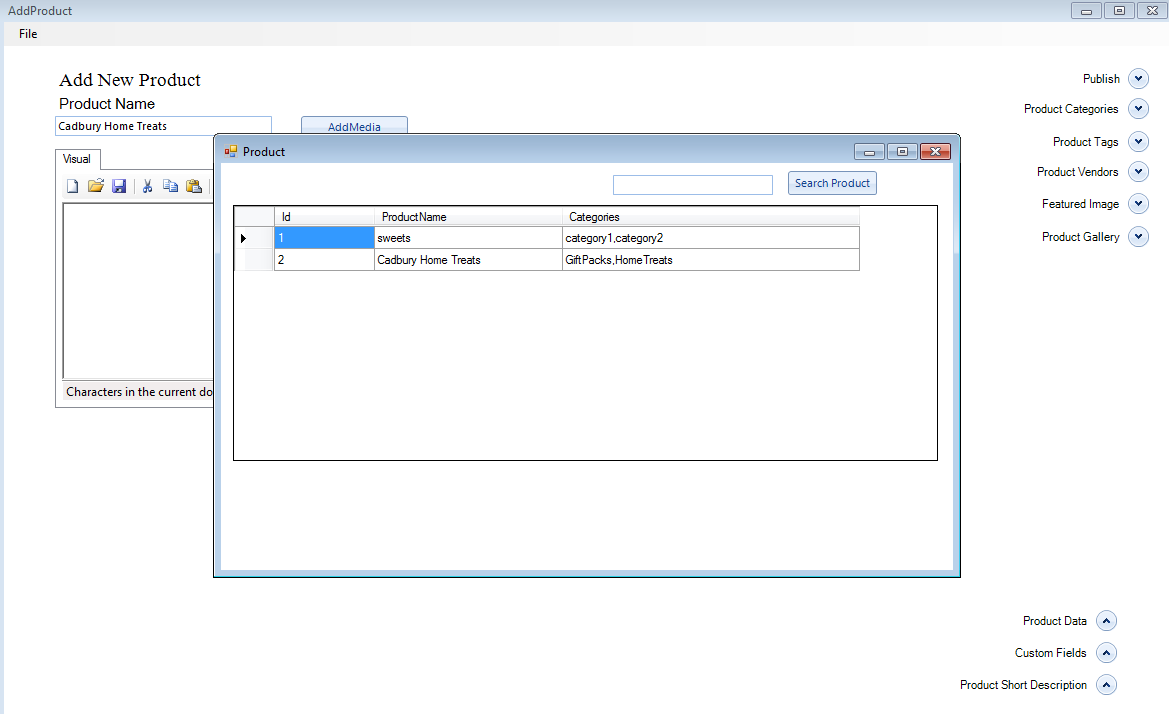 AddProduct
File
Add New Product
Product Name
Cadbury Home Treats
AddMedia
Visual
Characters in the current do
Product
Search Product
Id ProductName Categories
1 sweets category1,category2
2 Cadbury Home Treats GiftPacks,HomeTreats
Publish
Product Categories
Product Tags
Product Vendors
Featured Image
Product Gallery
Product Data
Custom Fields
Product Short Description